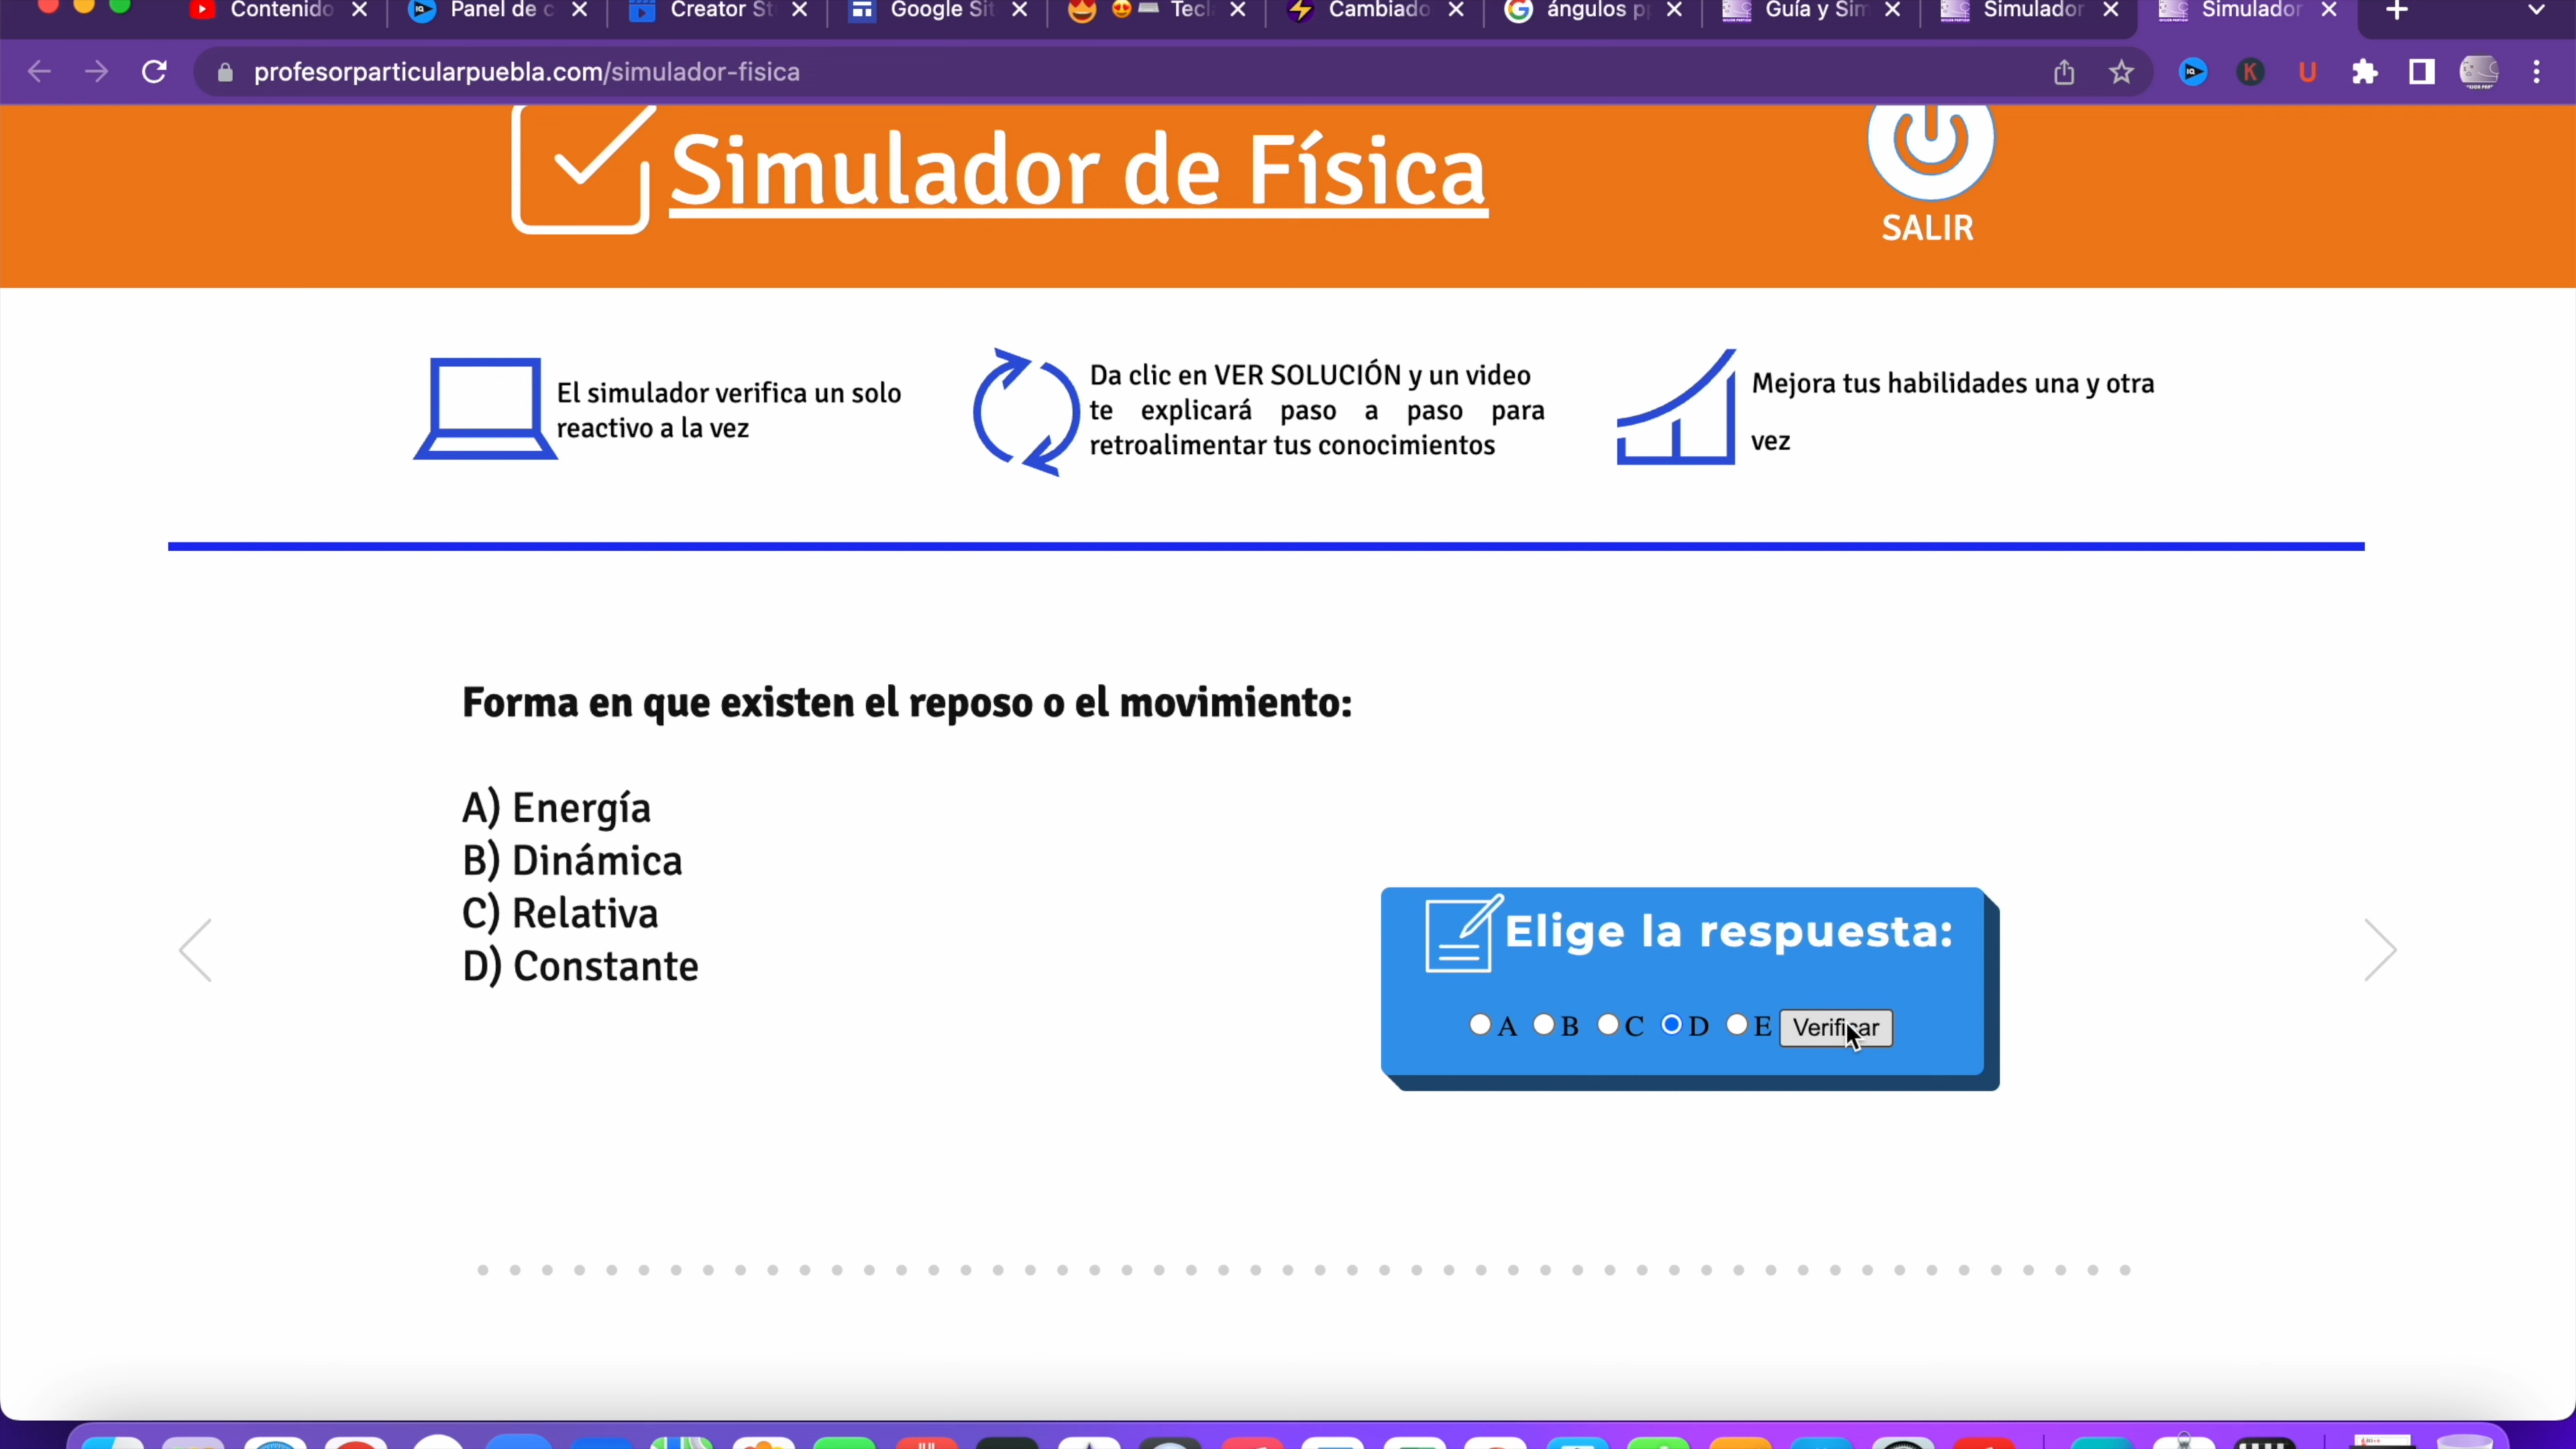 Contenido
Panel de c
Creator St
Google Sit
Tecl
Cambiado
ángulos p
Guía y Sim
Simulador
Simulador
profesorparticularpuebla.com/simulador-fisica
Simulador de Física
SALIR
El simulador verifica un solo
reactivo a la vez
Da clic en VER SOLUCIÓN y un video
te explicará paso a paso para
retroalimentar tus conocimientos
Mejora tus habilidades una y otra
vez
Forma en que existen el reposo o el movimiento:
A) Energía
B) Dinámica
C) Relativa
D) Constante
Elige la respuesta:
A B C D E Verificar